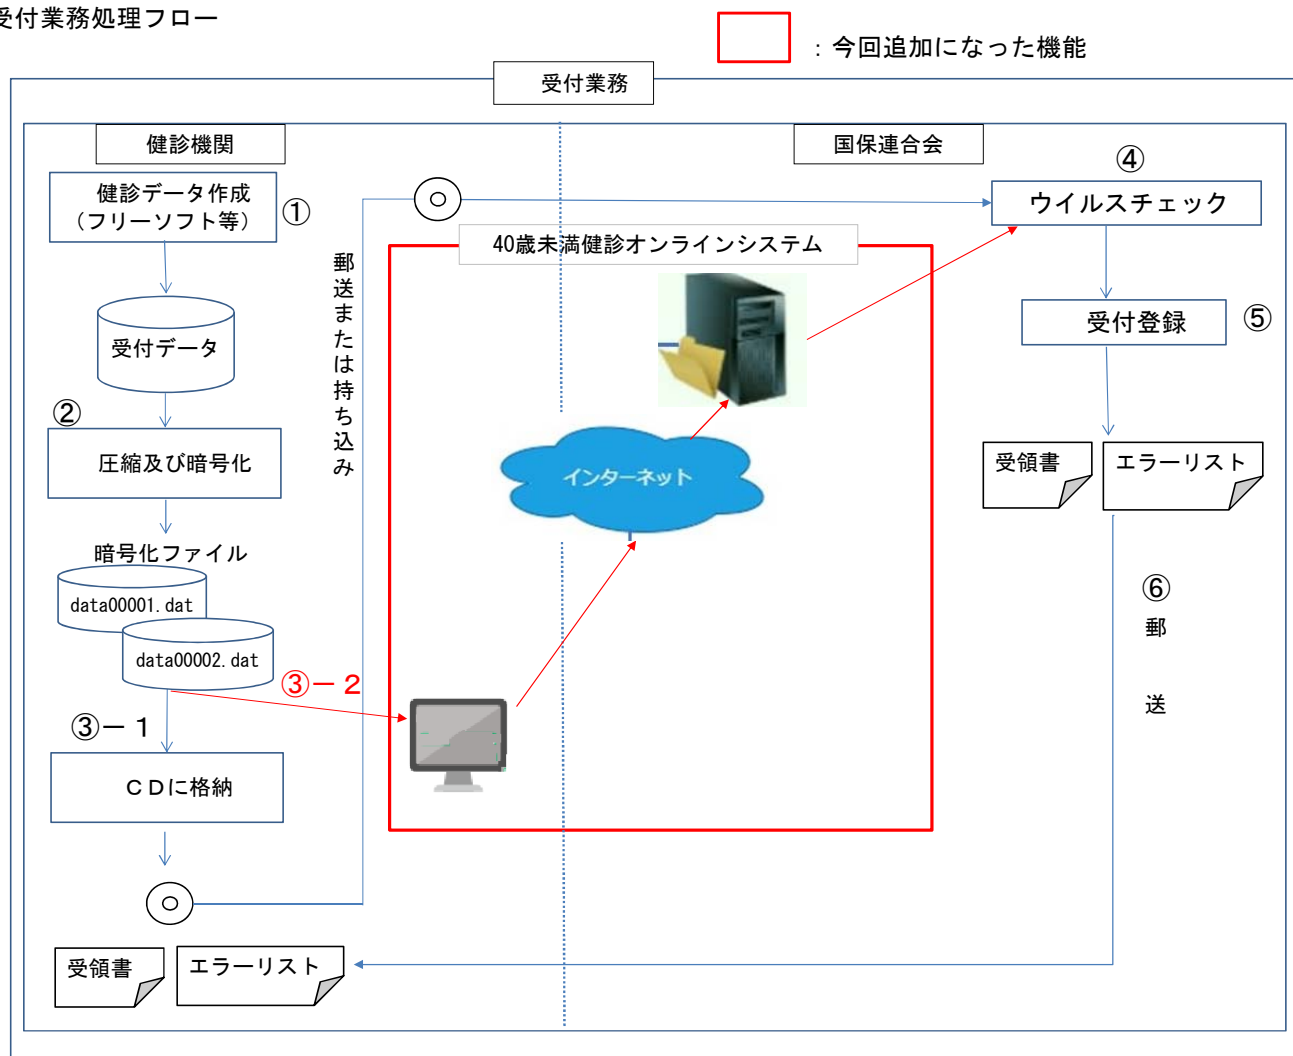 受付業務処理フロー
：今回追加になった機能
受付業務
健診機関
国保連合会
健診データ作成
（フリーソフト等）
①
④
ウイルスチェック
40歳未満健診オンラインシステム
郵送または持ち込み
受付データ
受付登録
⑤
②
圧縮及び暗号化
インターネット
受領書
エラーリスト
暗号化ファイル
data00001.dat
data00002.dat
⑥
郵
送
③－２
③－１
ＣＤに格納
受領書
エラーリスト